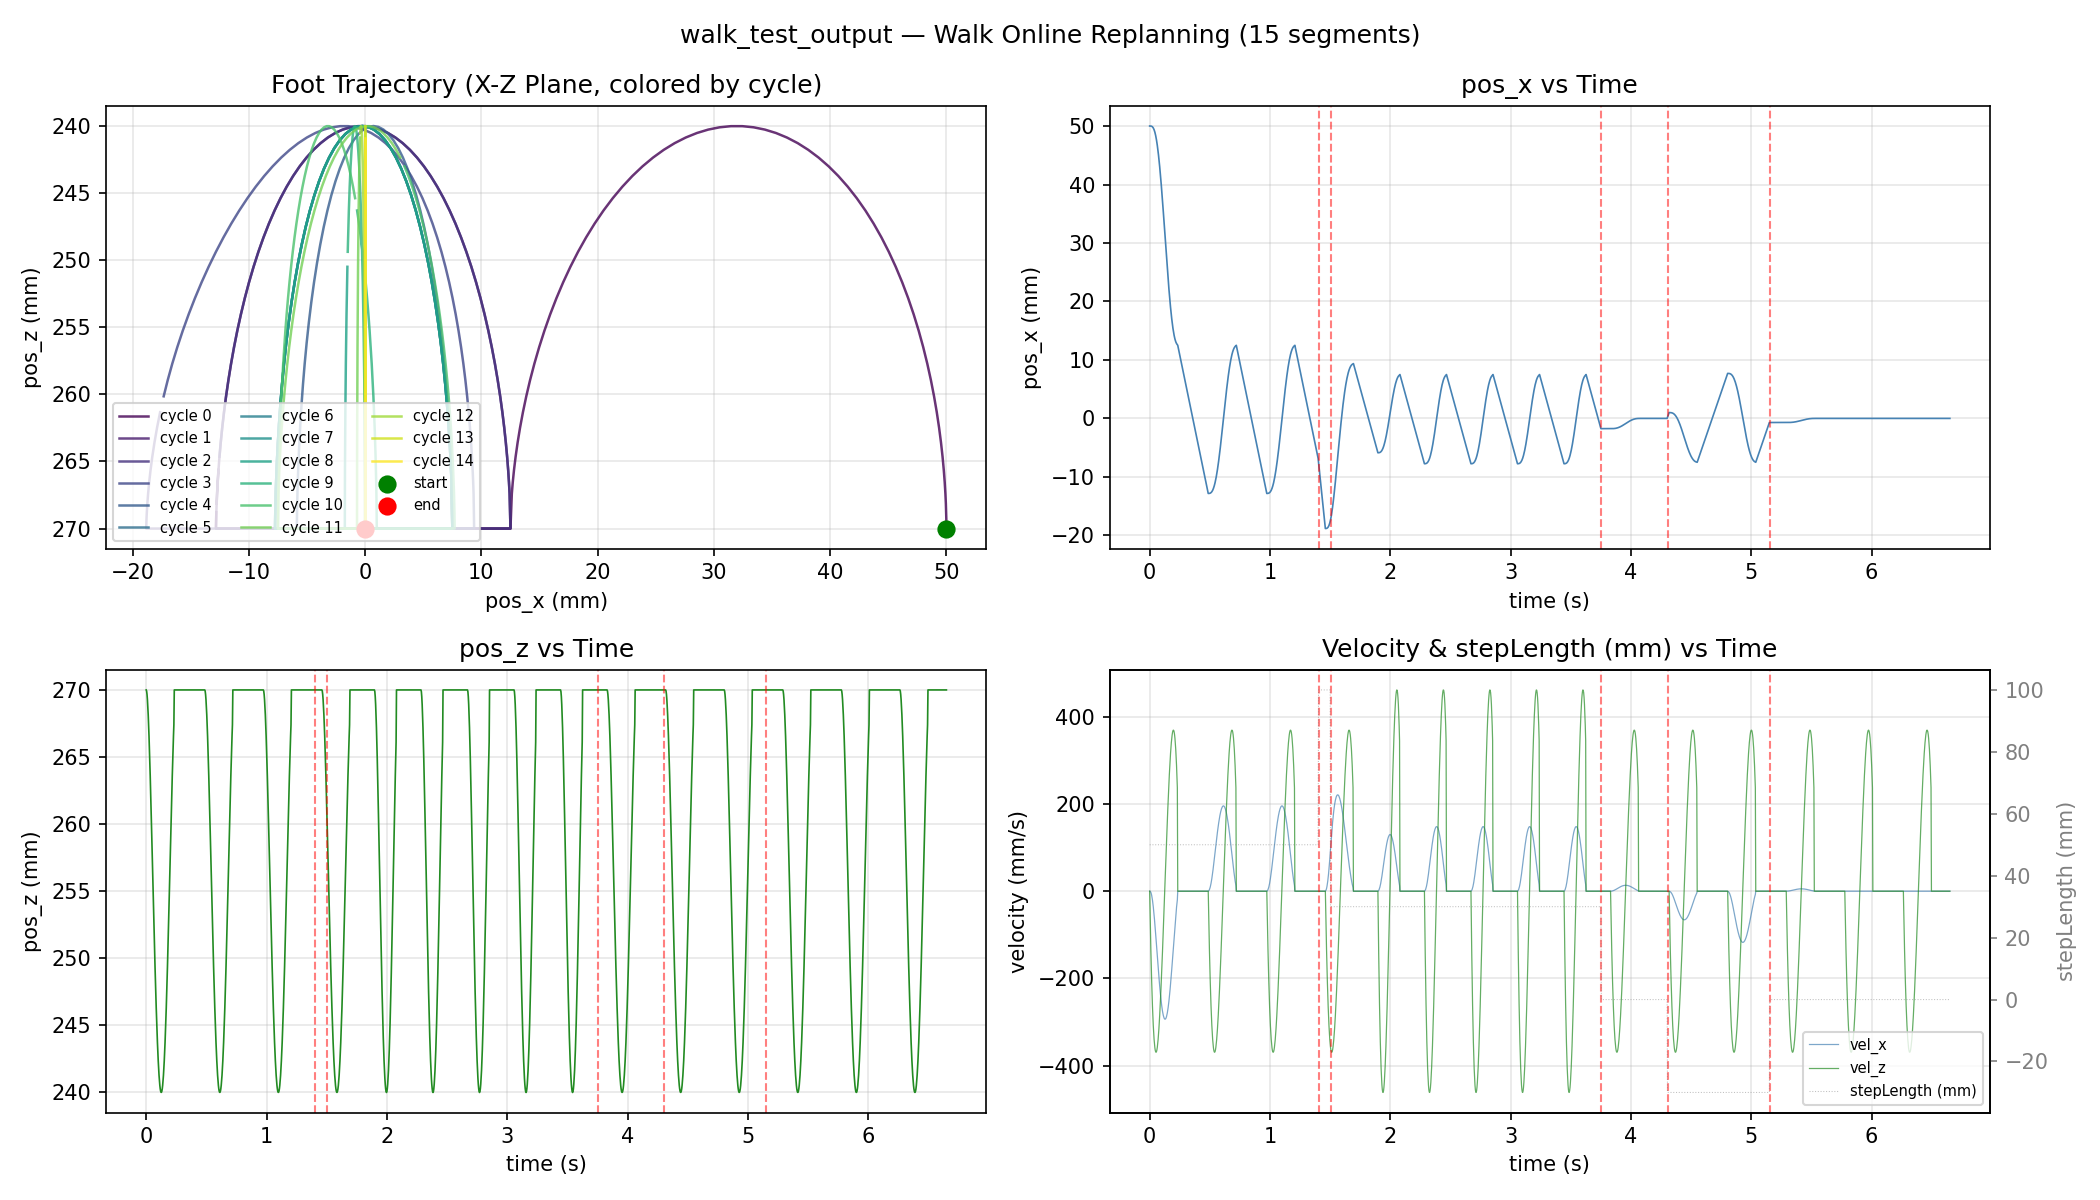 walk_test_output — Walk Online Replanning (15 segments)
Foot Trajectory (X-Z Plane, colored by cycle)
pos_z (mm)
240
245
250
255
260
265
270
cycle 0
cycle 1
cycle 2
cycle 3
cycle 4
cycle 5
cycle 6
cycle 7
cycle 8
cycle 9
cycle 10
cycle 11
cycle 12
cycle 13
cycle 14
start
end
−20 −10 0 10 20 30 40 50
pos_x (mm)
pos_x vs Time
pos_x (mm)
50
40
30
20
10
0
−10
−20
0 1 2 3 4 5 6
time (s)
pos_z vs Time
pos_z (mm)
270
265
260
255
250
245
240
0 1 2 3 4 5 6
time (s)
Velocity & stepLength (mm) vs Time
velocity (mm/s)
400
200
0
−200
−400
100
80
60
40
20
0
−20
stepLength (mm)
vel_x
vel_z
stepLength (mm)
0 1 2 3 4 5 6
time (s)